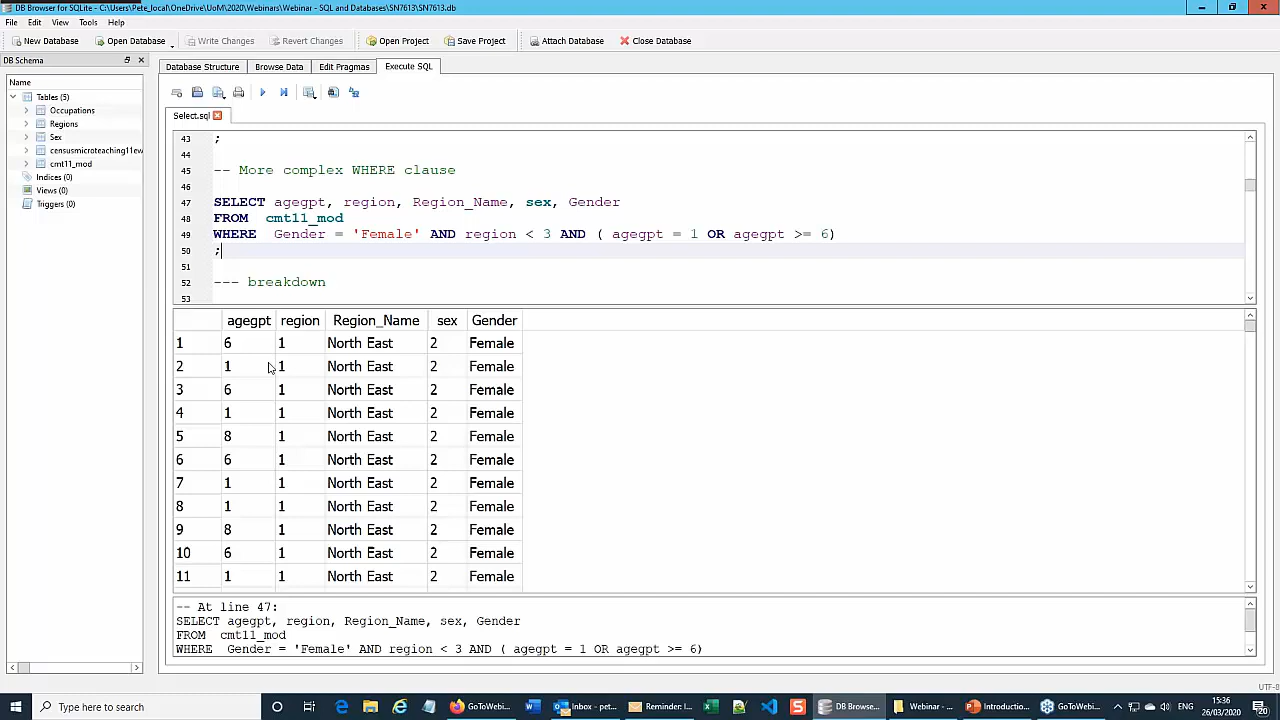 DB Browser for SQLite - C:\Users\Pete_local\OneDrive\UoM\2020\Webinars\Webinar - SQL and Databases\SN7613\SN7613.db
File Edit View Tools Help
New Database Open Database Write Changes Revert Changes Open Project Save Project Attach Database Close Database
DB Schema
Name
Tables (5)
Occupations
Regions
Sex
censusmicroteaching11ew
cmt11_mod
Indices (0)
Views (0)
Triggers (0)
Database Structure Browse Data Edit Pragmas Execute SQL
Select.sql
43 ;
44
45 -- More complex WHERE clause
46
47 SELECT agegpt, region, Region_Name, sex, Gender
48 FROM cmt11_mod
49 WHERE Gender = 'Female' AND region < 3 AND ( agegpt = 1 OR agegpt >= 6)
50 ;
51
52 --- breakdown
53
agegpt region Region_Name sex Gender
1 6 1 North East 2 Female
2 1 1 North East 2 Female
3 6 1 North East 2 Female
4 1 1 North East 2 Female
5 8 1 North East 2 Female
6 6 1 North East 2 Female
7 1 1 North East 2 Female
8 1 1 North East 2 Female
9 8 1 North East 2 Female
10 6 1 North East 2 Female
11 1 1 North East 2 Female
-- At line 47:
SELECT agegpt, region, Region_Name, sex, Gender
FROM cmt11_mod
WHERE Gender = 'Female' AND region < 3 AND ( agegpt = 1 OR agegpt >= 6)
UTF-8
Type here to search
GoToWebi... Inbox - pet... Reminder: I... DB Browse... Webinar - ... Introductio... GoToWebi... ENG
15:36
26/03/2020